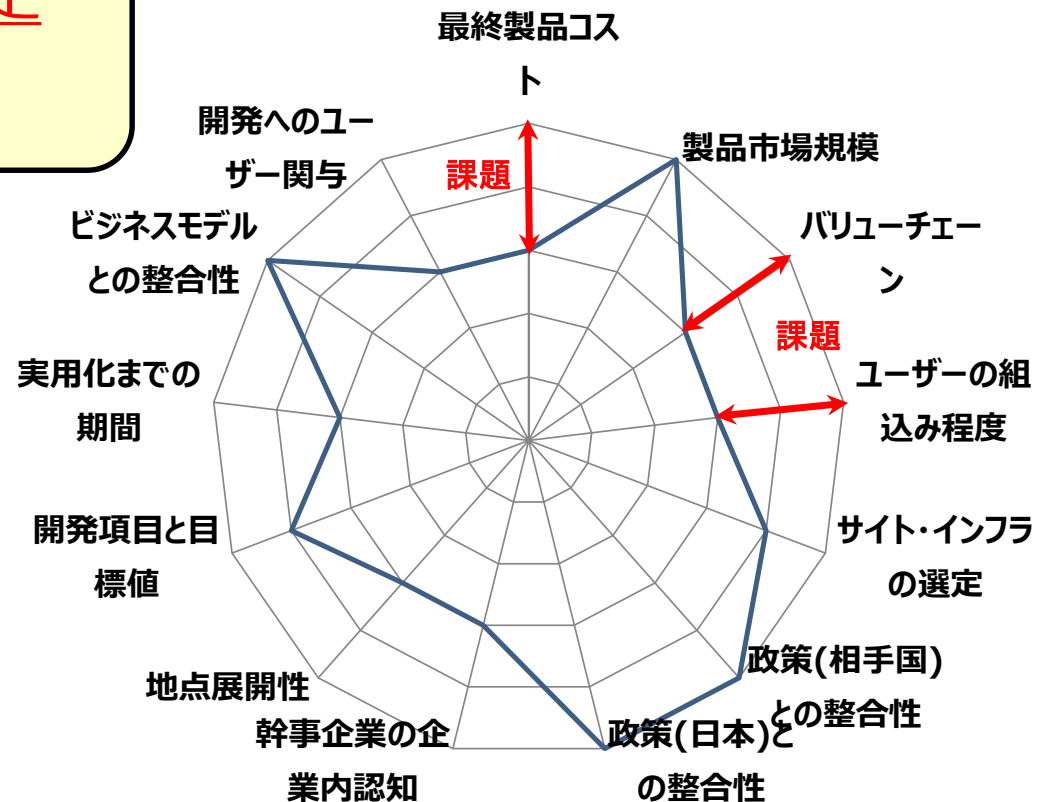 最終製品コス
ト
開発へのユー
ザー関与
課題
製品市場規模
ビジネスモデル
との整合性
バリューチェー
ン
課題
実用化までの
期間
ユーザーの組
込み程度
開発項目と目
標値
サイト・インフラ
の選定
地点展開性
政策(相手国)
との整合性
幹事企業の企
業内認知
政策(日本)と
の整合性